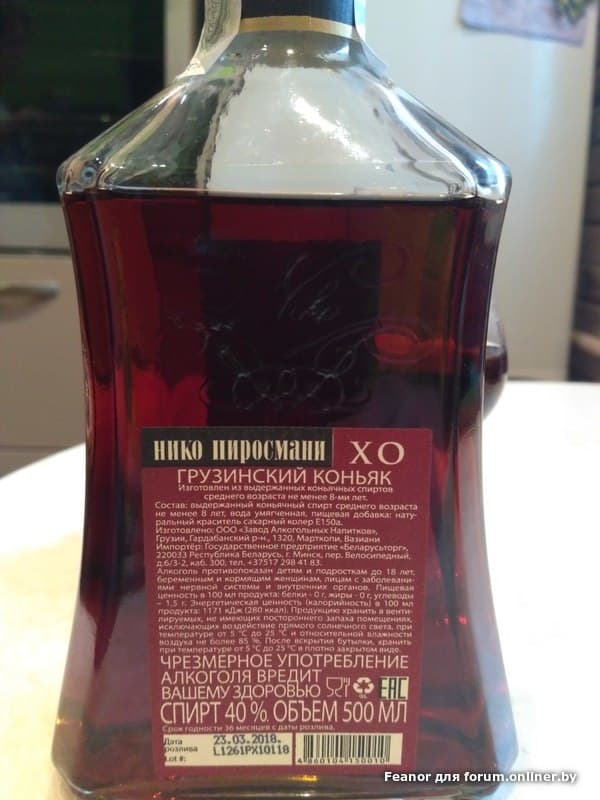 НИКО ПИРОСМАНИ XO
ГРУЗИНСКИЙ КОНЬЯК
Изготовлен из выдержанных коньячных спиртов
среднего возраста не менее 8-ми лет.
Состав: выдержанный коньячный спирт среднего возраста
не менее 8 лет, вода умягченная, пищевая добавка: нату-
ральный краситель сахарный колер Е150а.
Изготовлено: ООО «Завод Алкогольных Напитков»,
Грузия, Гардабанский р-н., 1320, Марткопи, Вазиани
Импортёр: Государственное предприятие «Беларусьторг»,
220033 Республика Беларусь, г. Минск, пер. Велосипедный,
д.6/3-2, каб. 300, тел. +37517 298 41 83.
Алкоголь противопоказан детям и подросткам до 18 лет,
беременным и кормящим женщинам, лицам с заболевани-
ями нервной системы и внутренних органов. Пищевая
ценность в 100 мл продукта: белки - 0 г, жиры - 0 г, углеводы
– 1.5 г. Энергетическая ценность (калорийность) в 100 мл
продукта: 1171 кДж (280 ккал). Продукцию хранить в венти-
лируемых, не имеющих постороннего запаха помещениях,
исключающих воздействие прямого солнечного света, при
температуре от 5 °С до 25 °С и относительной влажности
воздуха не более 85 %. После вскрытия бутылки, хранить
при температуре от 5 °С до 25 °С в плотно закрытом виде.
ЧРЕЗМЕРНОЕ УПОТРЕБЛЕНИЕ
АЛКОГОЛЯ ВРЕДИТ
ВАШЕМУ ЗДОРОВЬЮ EAC
СПИРТ 40 %. ОБЪЕМ 500 МЛ
Срок годности 36 месяцев с даты розлива.
Дата розлива 23.03.2018.
Lot #: L1261PX10118
4 860104 150010
Feanor для forum.onliner.by